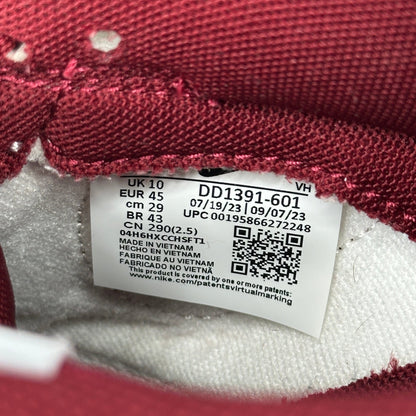 VH
UK 10
EUR 45
cm 29
BR 43
CN 290(2.5)
04H6HXCCHSFT1
DD1391-601
07/19/23 | 09/07/23
UPC 00195866272248
MADE IN VIETNAM
HECHO EN VIETNAM
FABRIQUE AU VIETNAM
FABRICADO NO VIETNÃ
This product is covered by one or more patents.
www.nike.com/patentsvirtualmarking